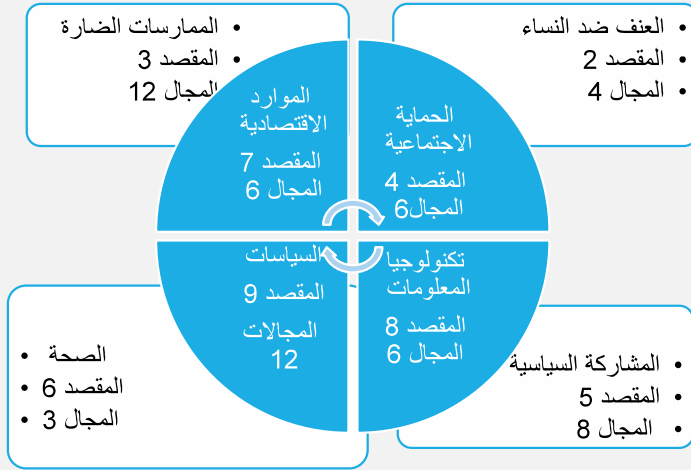 العنف ضد النساء
المقصد 2
المجال 4
الممارسات الضارة
المقصد 3
المجال 12
الحماية
الاجتماعية
المقصد 4
المجال6
الموارد
الاقتصادية
المقصد 7
المجال 6
تكنولوجيا
المعلومات
المقصد 8
المجال 6
السياسات
المقصد 9
المجالات
12
المشاركة السياسية
المقصد 5
المجال 8
الصحة
المقصد 6
المجال 3